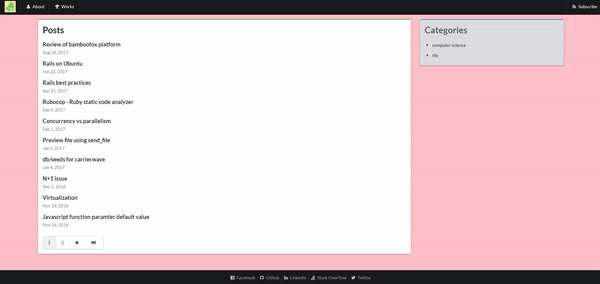 About
Works
Subscribe
Posts
Review of bamboofox platform
Aug 28, 2017
Rails on Ubuntu
Jun 22, 2017
Rails best practices
Apr 21, 2017
Rubocop - Ruby static code analyzer
Feb 4, 2017
Concurrency vs parallelism
Feb 1, 2017
Preview file using send_file
Jan 5, 2017
db/seeds for carrierwave
Jan 4, 2017
N+1 issue
Dec 5, 2016
Virtualization
Nov 18, 2016
Javascript function paramter default value
Nov 16, 2016
1 2
Categories
computer science
life
Facebook Github LinkedIn Stack Overflow Twitter